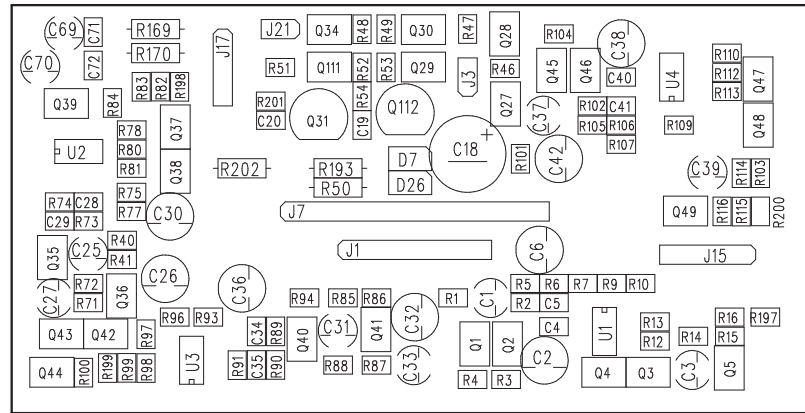 C69 C71 R169 J17 J21 Q34 R48 R49 Q30 R47 Q28 R104 C38
C70 C72 R170 R51 Q111 R52 R53 Q29 J3 R46 Q45 Q46 C40 U4 R110 R112 R113 Q47
Q39 R84 R83 R82 R198 R201 C20 Q31 R54 C19 Q112 Q27 C37 R102 C41 R105 R106 R107 R109 Q48
U2 R78 R80 R81 Q37 Q38 R202 R193 R50 D7 D26 C18 + R101 C42 C39 R114 R103
R74 C28 C29 R73 R75 R77 C30 J7 Q49 R116 R115 R200
Q35 C25 R40 R41 C26 C36 J1 C6 J15
C27 R72 R71 Q36 R94 R85 R86 C32 R1 C1 R5 R6 R7 R9 R10 R2 C5
Q43 Q42 R97 R96 R93 C34 R89 Q40 C31 Q41 Q1 Q2 C4 U1 R13 R12 R14 R16 R197 R15
Q44 R100 R199 R99 R98 U3 R91 C35 R90 R88 R87 C33 R4 R3 C2 Q4 Q3 C3 Q5